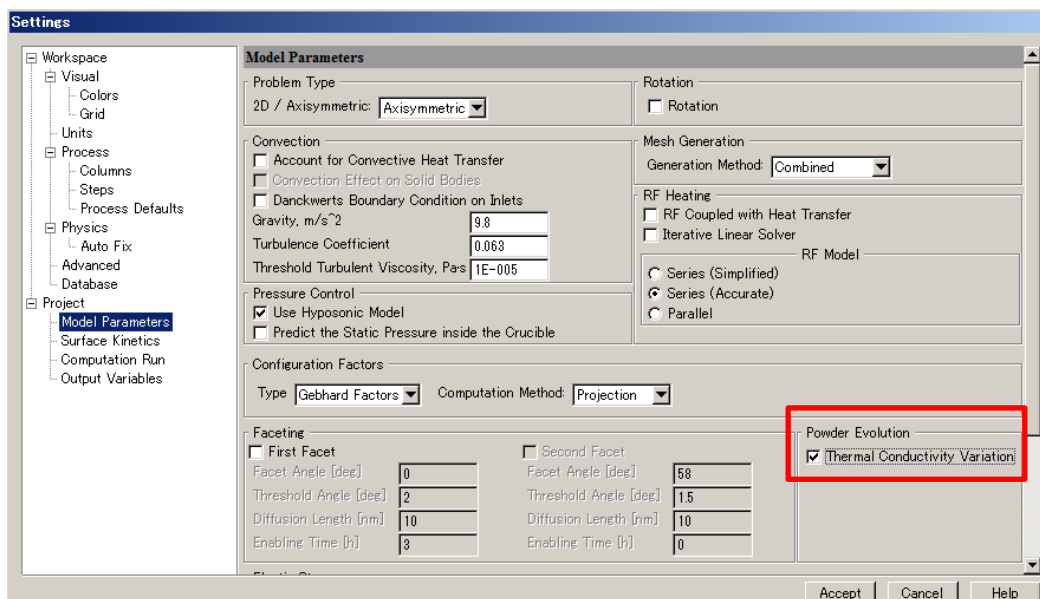 Settings
Workspace
Visual
Colors
Grid
Units
Process
Columns
Steps
Process Defaults
Physics
Auto Fix
Advanced
Database
Project
Model Parameters
Surface Kinetics
Computation Run
Output Variables
Model Parameters
Problem Type
2D / Axisymmetric: Axisymmetric
Rotation
Rotation
Convection
Account for Convective Heat Transfer
Convection Effect on Solid Bodies
Danckwerts Boundary Condition on Inlets
Gravity, m/s^2 9.8
Turbulence Coefficient 0.063
Threshold Turbulent Viscosity, Pa·s 1E-005
Mesh Generation
Generation Method: Combined
RF Heating
RF Coupled with Heat Transfer
Iterative Linear Solver
RF Model
Series (Simplified)
Series (Accurate)
Parallel
Pressure Control
Use Hyposonic Model
Predict the Static Pressure inside the Crucible
Configuration Factors
Type Gebhard Factors Computation Method: Projection
Faceting
First Facet
Facet Angle [deg] 0
Threshold Angle [deg] 2
Diffusion Length [nm] 10
Enabling Time [h] 3
Second Facet
Facet Angle [deg] 58
Threshold Angle [deg] 1.5
Diffusion Length [nm] 10
Enabling Time [h] 0
Powder Evolution
Thermal Conductivity Variation
Accept Cancel Help